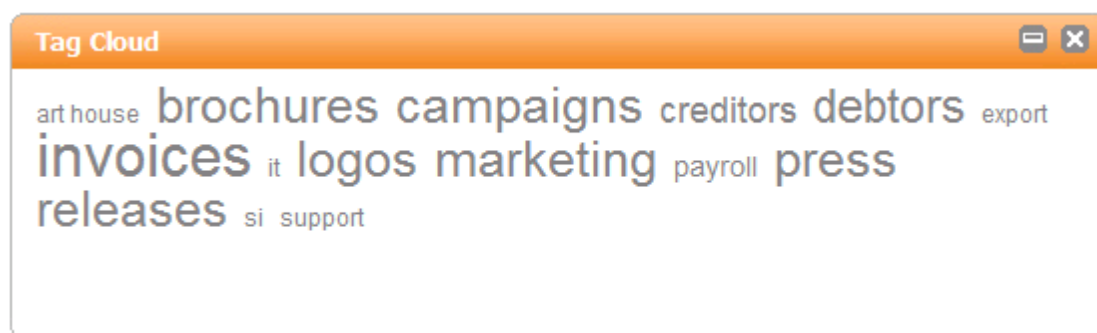 Tag Cloud
art house brochures campaigns creditors debtors export
invoices it logos marketing payroll press
releases si support